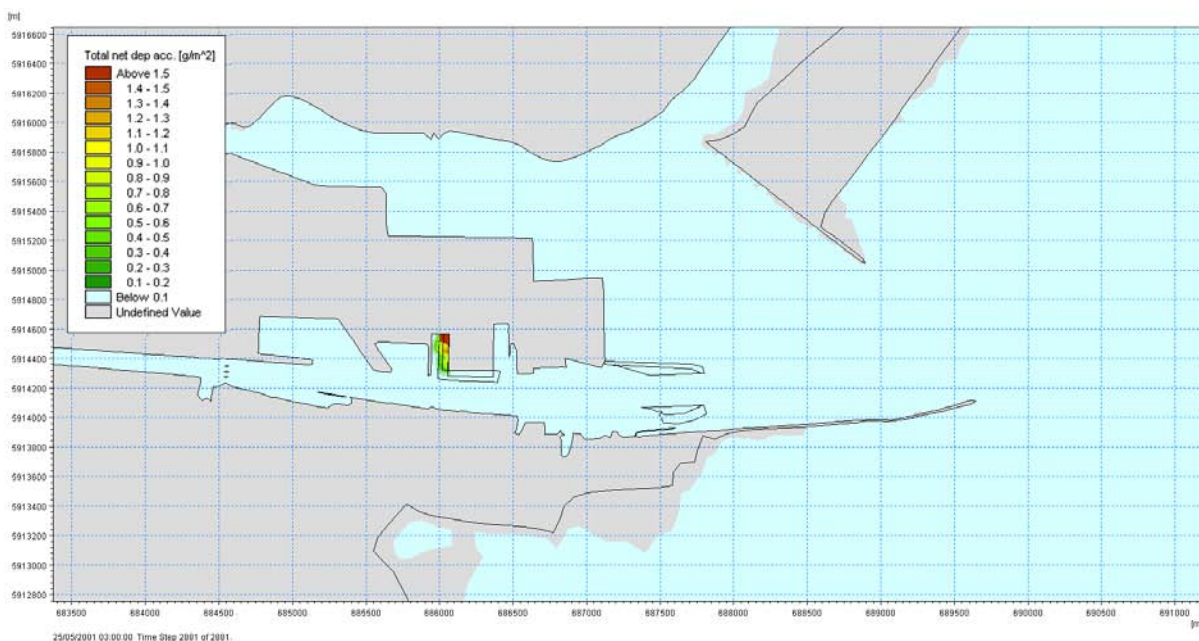 [m]
5916600
5916400
5916200
5916000
5915800
5915600
5915400
5915200
5915000
5914800
5914600
5914400
5914200
5914000
5913800
5913600
5913400
5913200
5913000
5912800
Total net dep acc. [g/m^2]
Above 1.5
1.4 - 1.5
1.3 - 1.4
1.2 - 1.3
1.1 - 1.2
1.0 - 1.1
0.9 - 1.0
0.8 - 0.9
0.7 - 0.8
0.6 - 0.7
0.5 - 0.6
0.4 - 0.5
0.3 - 0.4
0.2 - 0.3
0.1 - 0.2
Below 0.1
Undefined Value
683500 684000 684500 685000 685500 686000 686500 687000 687500 688000 688500 689000 689500 690000 690500 691000
[m
25/05/2001 03:00:00 Time Step 2881 of 2881.